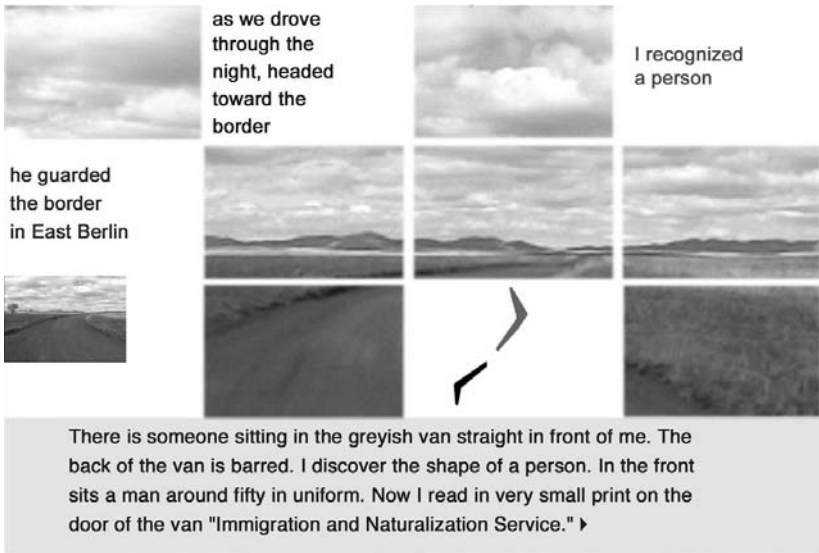 as we drove
through the
night, headed
toward the
border
I recognized
a person
he guarded
the border
in East Berlin
There is someone sitting in the greyish van straight in front of me. The
back of the van is barred. I discover the shape of a person. In the front
sits a man around fifty in uniform. Now I read in very small print on the
door of the van "Immigration and Naturalization Service."